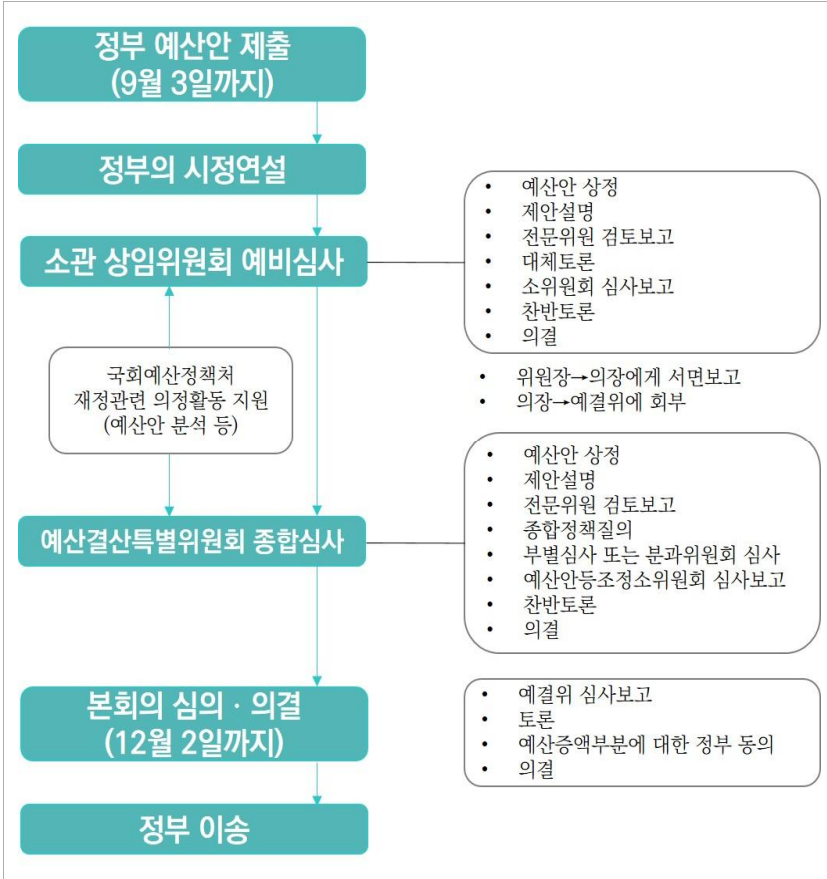 정부 예산안 제출
(9월 3일까지)
정부의 시정연설
소관 상임위원회 예비심사
• 예산안 상정
• 제안설명
• 전문위원 검토보고
• 대체토론
• 소위원회 심사보고
• 찬반토론
• 의결
• 위원장→의장에게 서면보고
• 의장→예결위에 회부
국회예산정책처
재정관련 의정활동 지원
(예산안 분석 등)
예산결산특별위원회 종합심사
• 예산안 상정
• 제안설명
• 전문위원 검토보고
• 종합정책질의
• 부별심사 또는 분과위원회 심사
• 예산안등조정소위원회 심사보고
• 찬반토론
• 의결
본회의 심의 · 의결
(12월 2일까지)
• 예결위 심사보고
• 토론
• 예산증액부분에 대한 정부 동의
• 의결
정부 이송